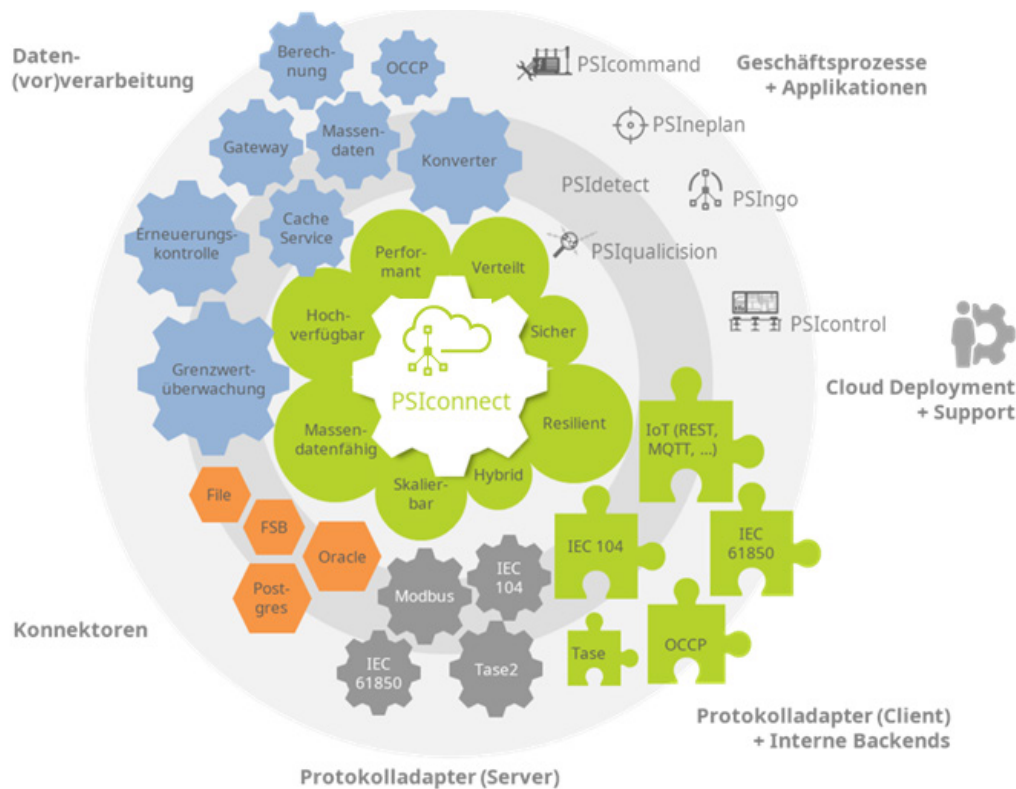 Daten-
(vor)verarbeitung
Berech-
nung
OCCP
Gateway
Massen-
daten
Konverter
Erneuerungs-
kontrolle
Cache
Service
Grenzwert-
überwachung
PSIcommand
Geschäftsprozesse
+ Applikationen
PSIneplan
PSIdetect
PSIngo
PSIqualicision
PSIcontrol
Cloud Deployment
+ Support
Perfor-
mant
Verteilt
Hoch-
verfügbar
Sicher
PSIconnect
Massen-
datenfähig
Resilient
Skalier-
bar
Hybrid
IoT (REST,
MQTT, ...)
IEC 104
IEC
61850
Tase
OCCP
Protokolladapter (Client)
+ Interne Backends
File
FSB
Oracle
Post-
gres
Konnektoren
Modbus
IEC
104
IEC
61850
Tase2
Protokolladapter (Server)